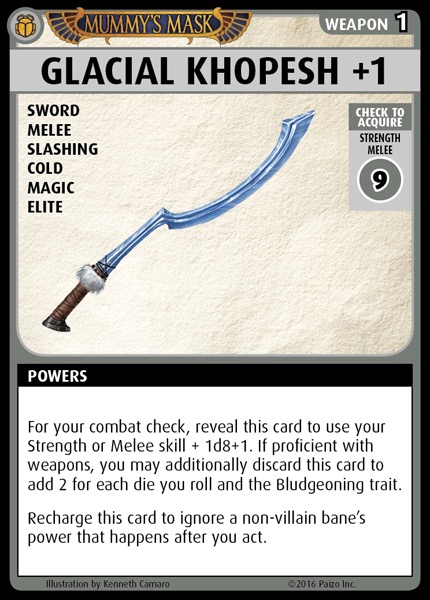 MUMMY'S MASK
WEAPON 1
GLACIAL KHOPESH +1
SWORD
MELEE
SLASHING
COLD
MAGIC
ELITE
CHECK TO
ACQUIRE
STRENGTH
MELEE
9
POWERS
For your combat check, reveal this card to use your
Strength or Melee skill + 1d8+1. If proficient with
weapons, you may additionally discard this card to
add 2 for each die you roll and the Bludgeoning trait.
Recharge this card to ignore a non-villain bane's
power that happens after you act.
Illustration by Kenneth Camaro ©2016 Paizo Inc.